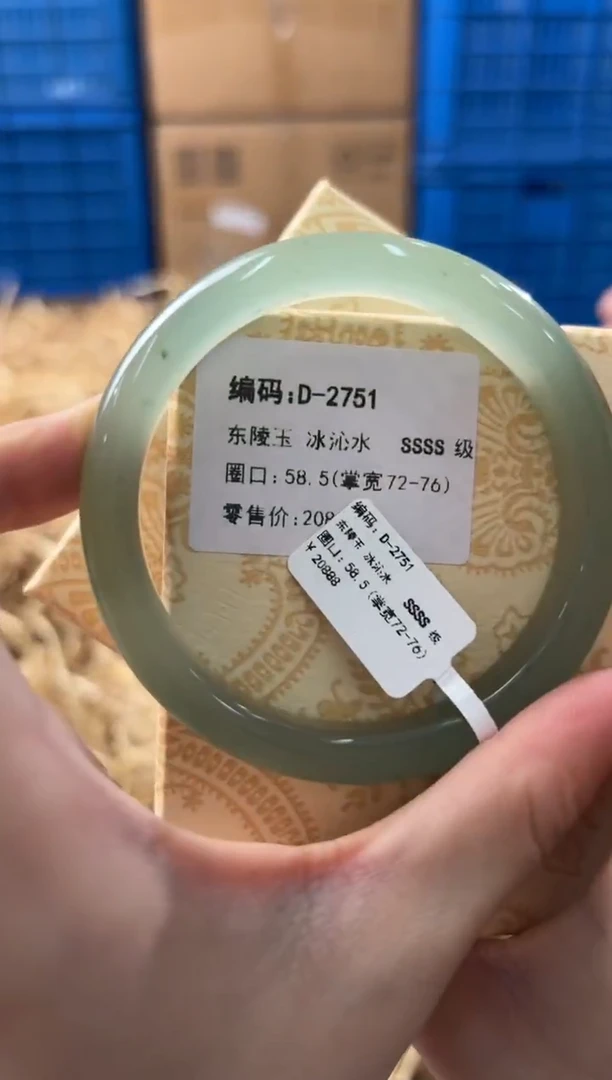 编码:D-2751
东陵玉 冰沁水 SSSS 级
圈口: 58.5(掌宽72-76)
零售价:208
编码: D-2751
东陵玉 冰沁水 SSSS 级
圈口: 58.5(掌宽72-76)
¥ 20888